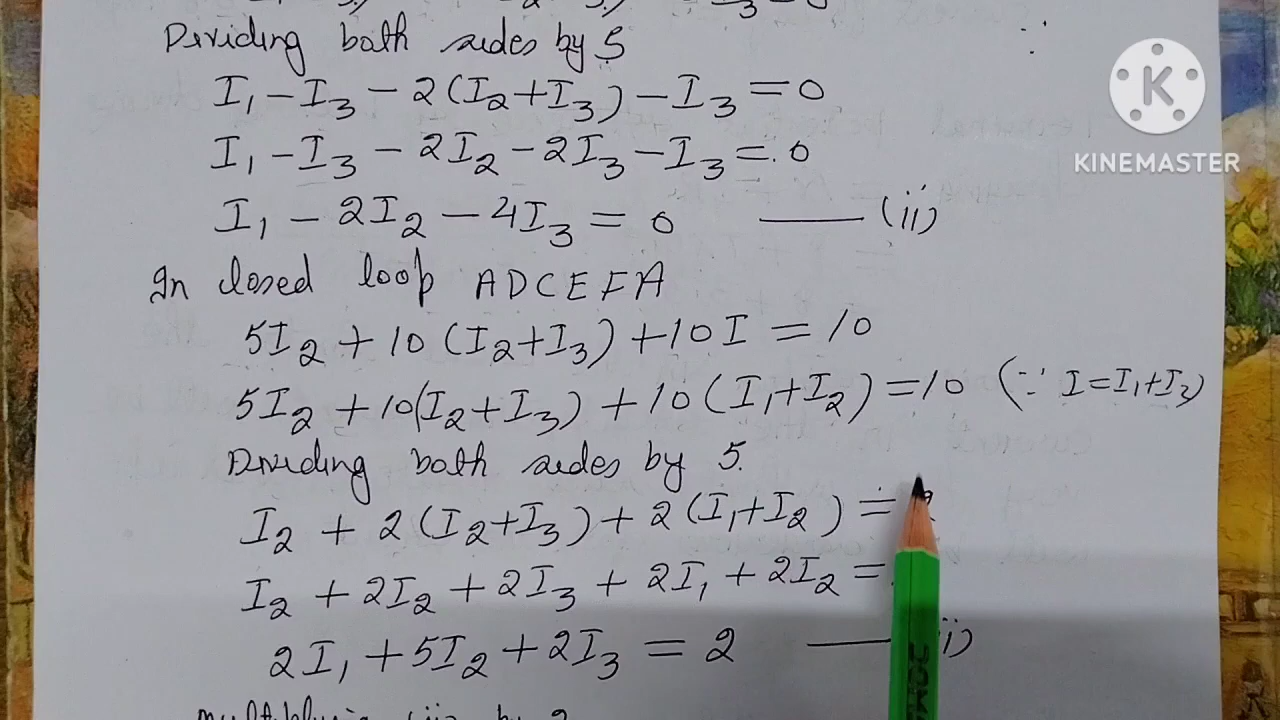 Dividing both sides by 5
I₁ – I₃ – 2(I₂+I₃) – I₃ = 0
I₁ – I₃ – 2I₂ – 2I₃ – I₃ = 0
I₁ – 2I₂ – 4I₃ = 0 —— (ii)
In closed loop ADCEFA
5I₂ + 10 (I₂+I₃) + 10I = 10
5I₂ + 10(I₂+I₃) + 10 (I₁+I₂) = 10 (∵ I = I₁+I₂)
Dividing both sides by 5.
I₂ + 2 (I₂+I₃) + 2 (I₁+I₂) = 2
I₂ + 2I₂ + 2I₃ + 2I₁ + 2I₂ =
2I₁ + 5I₂ + 2I₃ = 2 ——
by 2
K
KINEMASTER